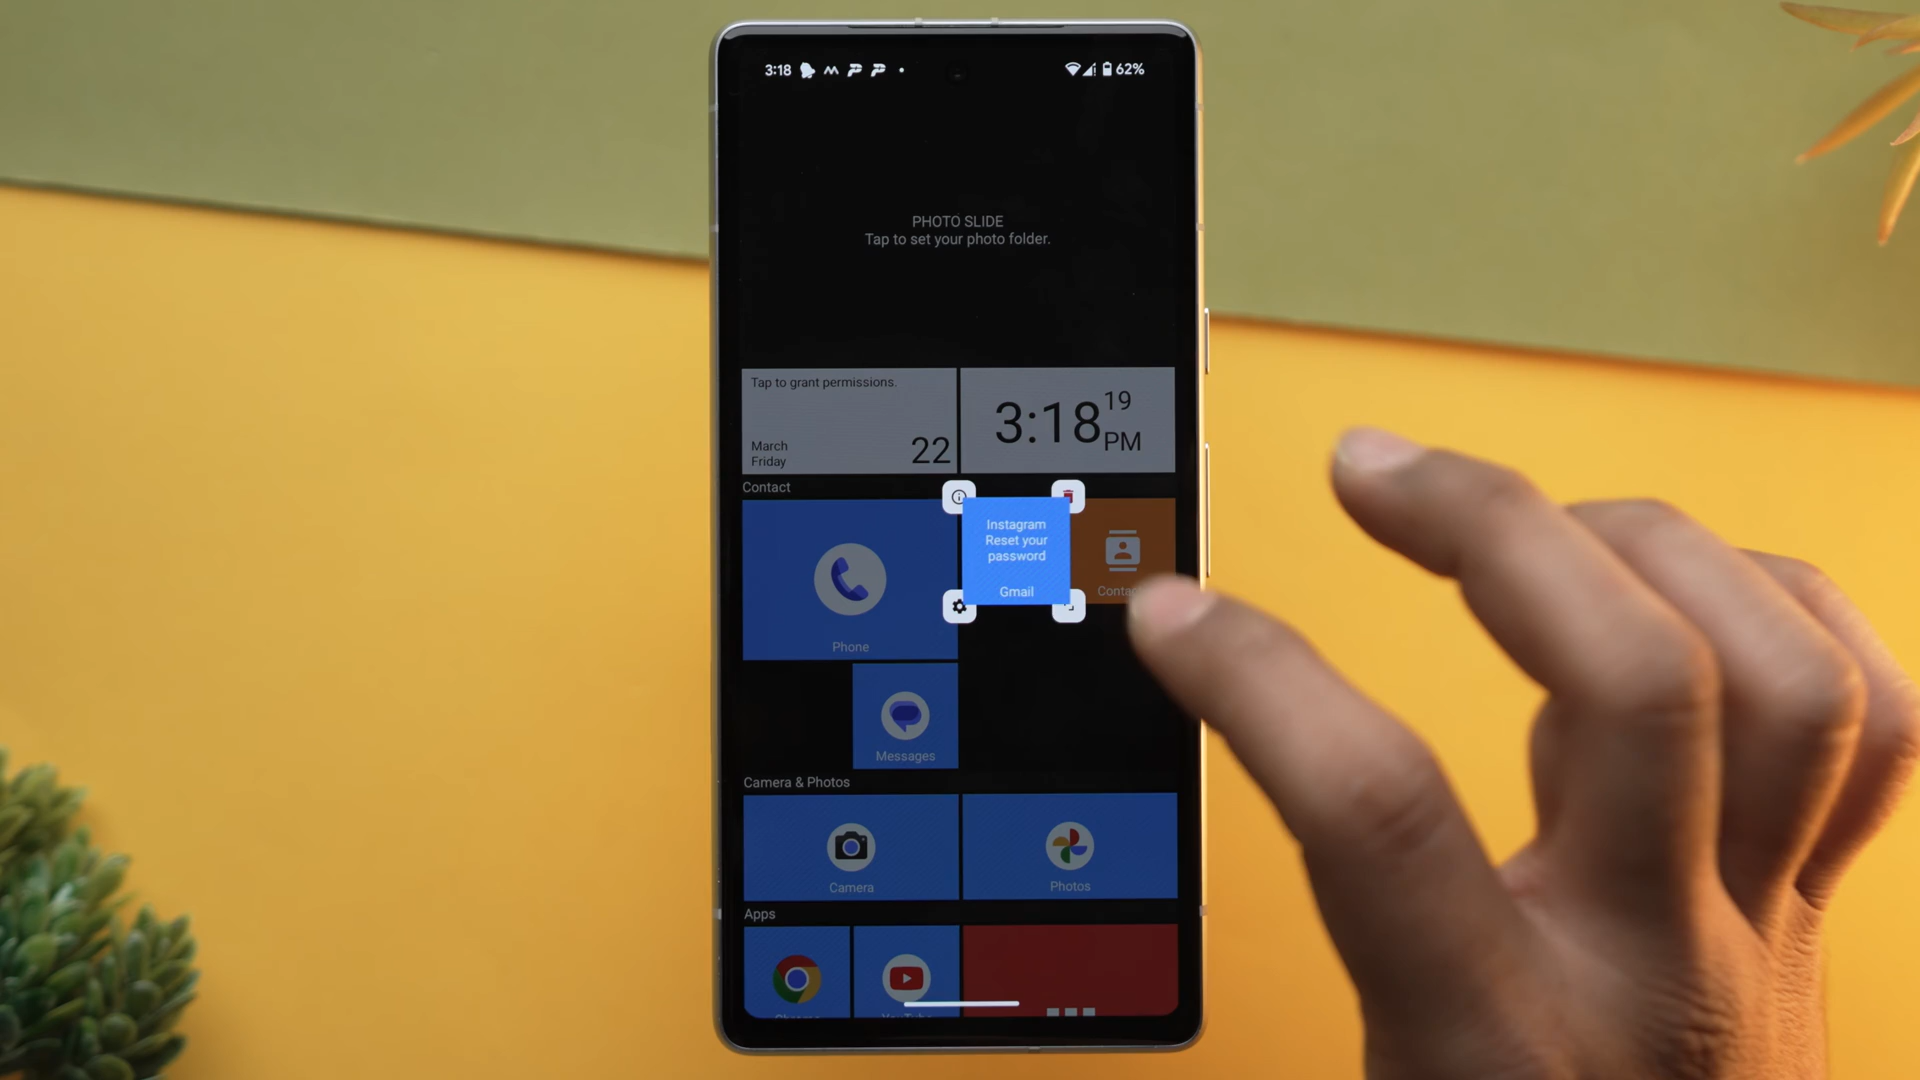 3:18
62%
PHOTO SLIDE
Tap to set your photo folder.
Tap to grant permissions.
March
Friday
22
3:18
19
PM
Contact
Instagram
Reset your
password
Gmail
Phone
Messages
Camera & Photos
Camera
Photos
Apps